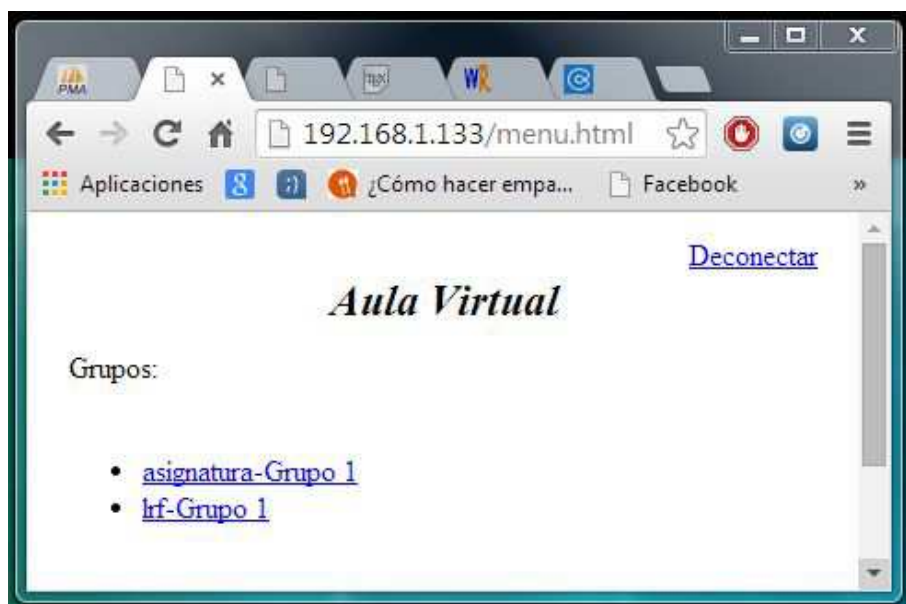 PMA
192.168.1.133/menu.html
Aplicaciones
¿Cómo hacer empa...
Facebook
»
Deconectar
Aula Virtual
Grupos:
• asignatura-Grupo 1
• lrf-Grupo 1